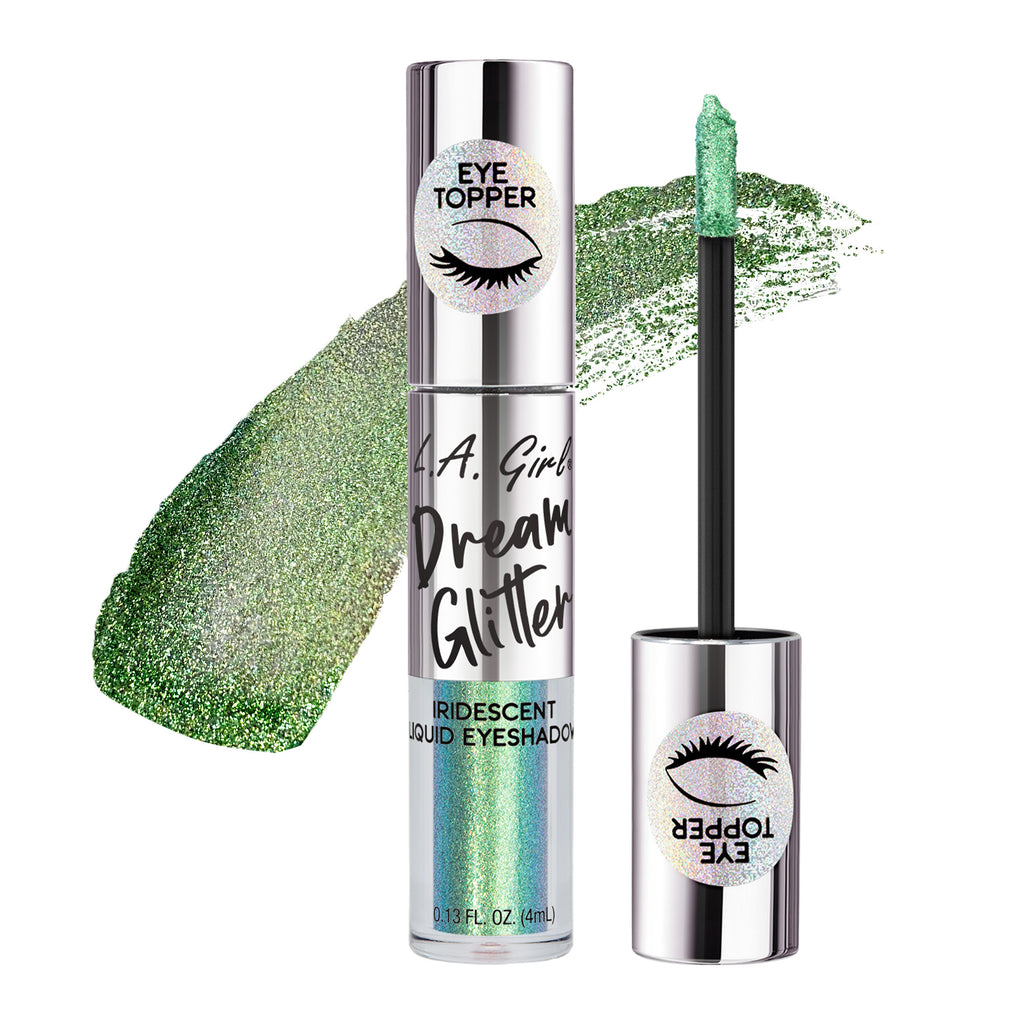 EYE
TOPPER
L.A. Girl®
Dream
Glitter
IRIDESCENT
LIQUID EYESHADOW
0.13 FL. OZ. (4mL)
EYE
TOPPER